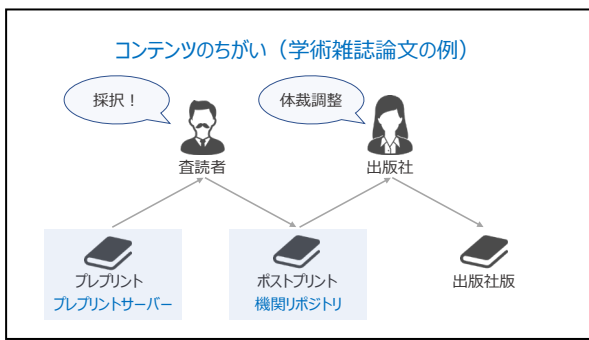 コンテンツのちがい（学術雑誌論文の例）
採択！
体裁調整
査読者
出版社
プレプリント
プレプリントサーバー
ポストプリント
機関リポジトリ
出版社版